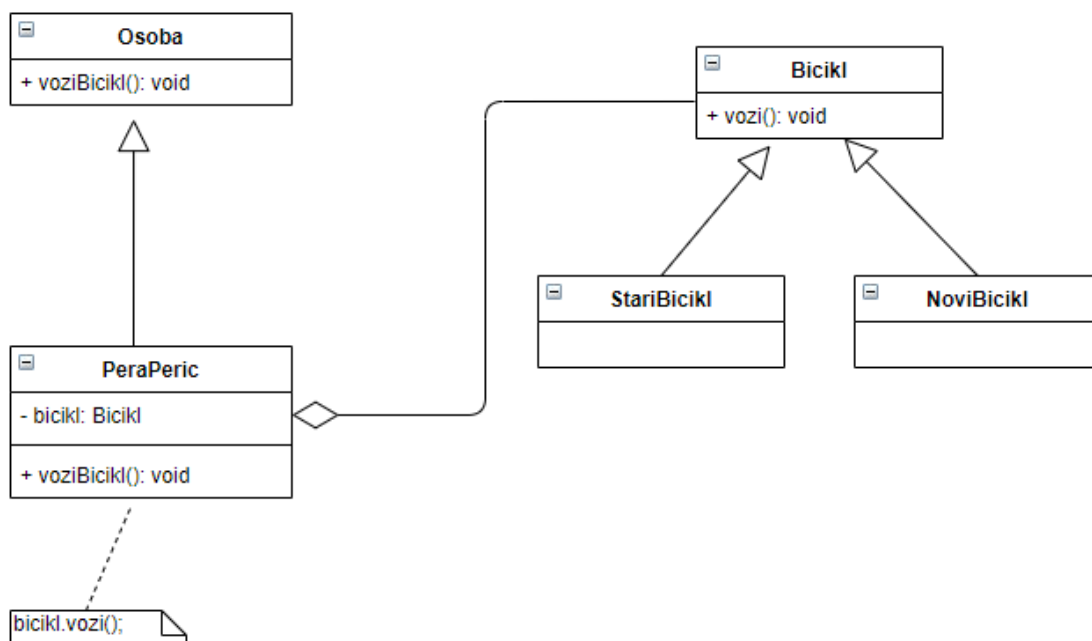 Osoba
+ voziBicikl(): void
Bicikl
+ vozi(): void
StariBicikl
NoviBicikl
PeraPeric
- bicikl: Bicikl
+ voziBicikl(): void
bicikl.vozi();